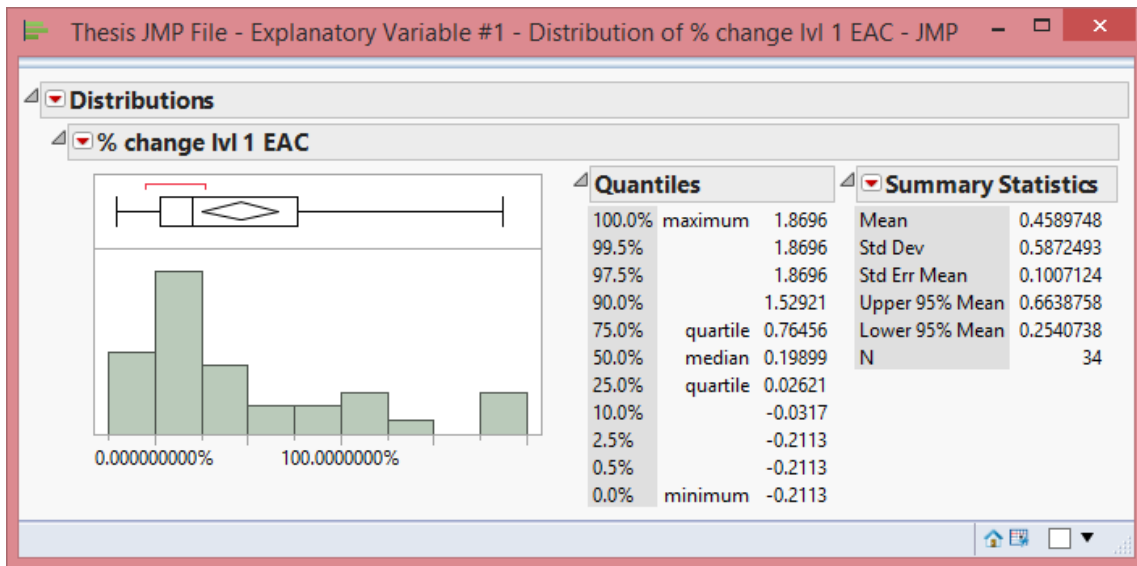 Thesis JMP File - Explanatory Variable #1 - Distribution of % change lvl 1 EAC - JMP
Distributions
% change lvl 1 EAC
0.000000000% 100.0000000%
Quantiles
100.0% maximum 1.8696
99.5% 1.8696
97.5% 1.8696
90.0% 1.52921
75.0% quartile 0.76456
50.0% median 0.19899
25.0% quartile 0.02621
10.0% -0.0317
2.5% -0.2113
0.5% -0.2113
0.0% minimum -0.2113
Summary Statistics
Mean 0.4589748
Std Dev 0.5872493
Std Err Mean 0.1007124
Upper 95% Mean 0.6638758
Lower 95% Mean 0.2540738
N 34